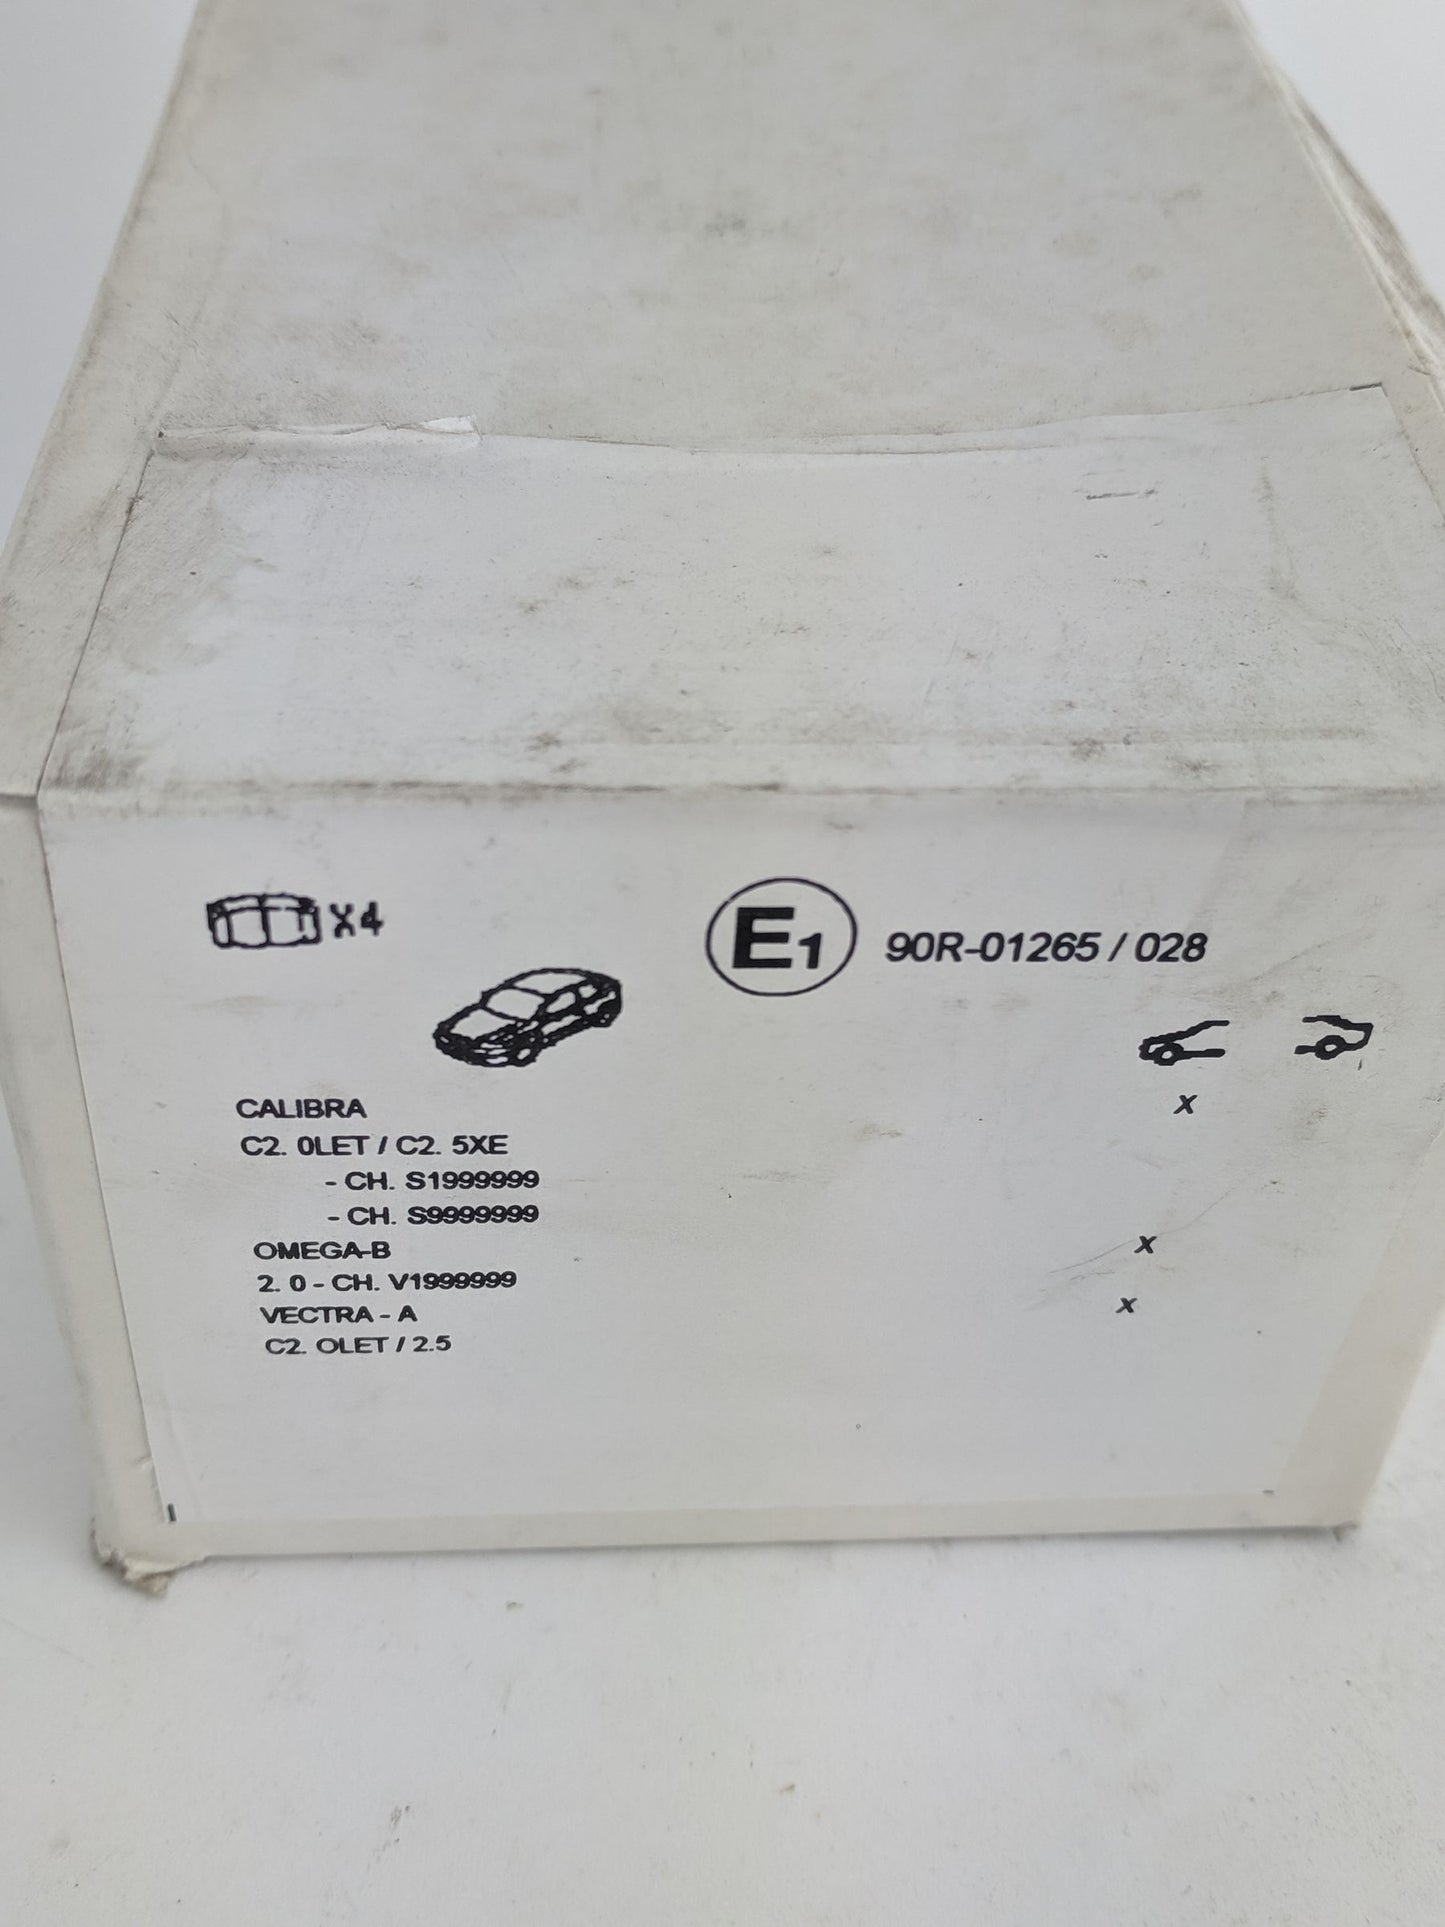 X4
E1 90R-01265 / 028
CALIBRA X
C2. 0LET / C2. 5XE
- CH. S1999999
- CH. S9999999
OMEGA-B X
2. 0 - CH. V1999999
VECTRA - A X
C2. OLET / 2.5